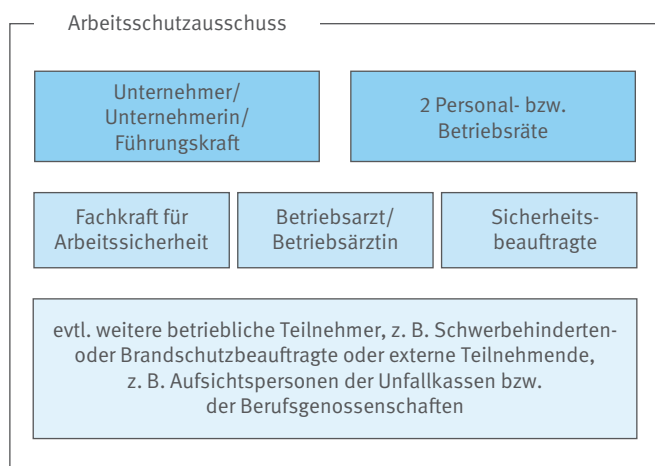 Arbeitsschutzausschuss
Unternehmer/
Unternehmerin/
Führungskraft
2 Personal- bzw.
Betriebsräte
Fachkraft für
Arbeitssicherheit
Betriebsarzt/
Betriebsärztin
Sicherheits-
beauftragte
evtl. weitere betriebliche Teilnehmer, z. B. Schwerbehinderten-
oder Brandschutzbeauftragte oder externe Teilnehmende,
z. B. Aufsichtspersonen der Unfallkassen bzw.
der Berufsgenossenschaften